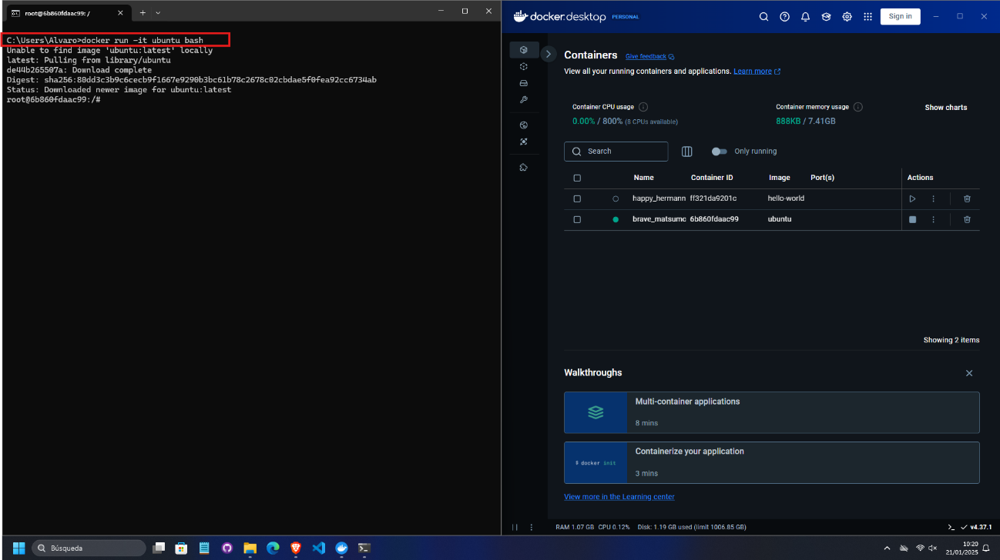 root@6b860fdaac99: /
C:\Users\Alvaro>docker run -it ubuntu bash
Unable to find image 'ubuntu:latest' locally
latest: Pulling from library/ubuntu
de44b265507a: Download complete
Digest: sha256:80dd3c3b9c6cecb9f1667e9290b3bc61b78c2678c02cbdae5f0fea92cc6734ab
Status: Downloaded newer image for ubuntu:latest
root@6b860fdaac99:/#
docker.desktop PERSONAL
Sign in
Containers Give feedback
View all your running containers and applications. Learn more
Container CPU usage
0.00% / 800% (8 CPUs available)
Container memory usage
888KB / 7.41GB
Show charts
Search
Only running
Name Container ID Image Port(s) Actions
happy_hermann ff321da9201c hello-world
brave_matsumo 6b860fdaac99 ubuntu
Showing 2 items
Walkthroughs
Multi-container applications
8 mins
$ docker init
Containerize your application
3 mins
View more in the Learning center
RAM 1.07 GB CPU 0.12% Disk: 1.19 GB used (limit 1006.85 GB)
v4.37.1
Búsqueda
10:20
21/01/2025